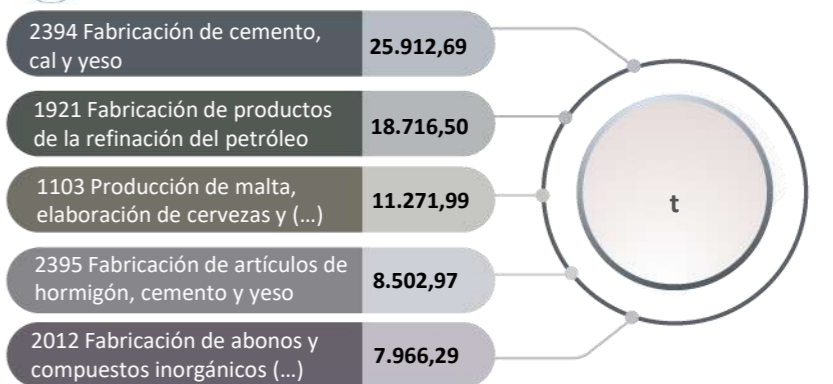 2394 Fabricación de cemento,
cal y yeso
25.912,69
1921 Fabricación de productos
de la refinación del petróleo
18.716,50
1103 Producción de malta,
elaboración de cervezas y (...)
11.271,99
2395 Fabricación de artículos de
hormigón, cemento y yeso
8.502,97
2012 Fabricación de abonos y
compuestos inorgánicos (...)
7.966,29
t